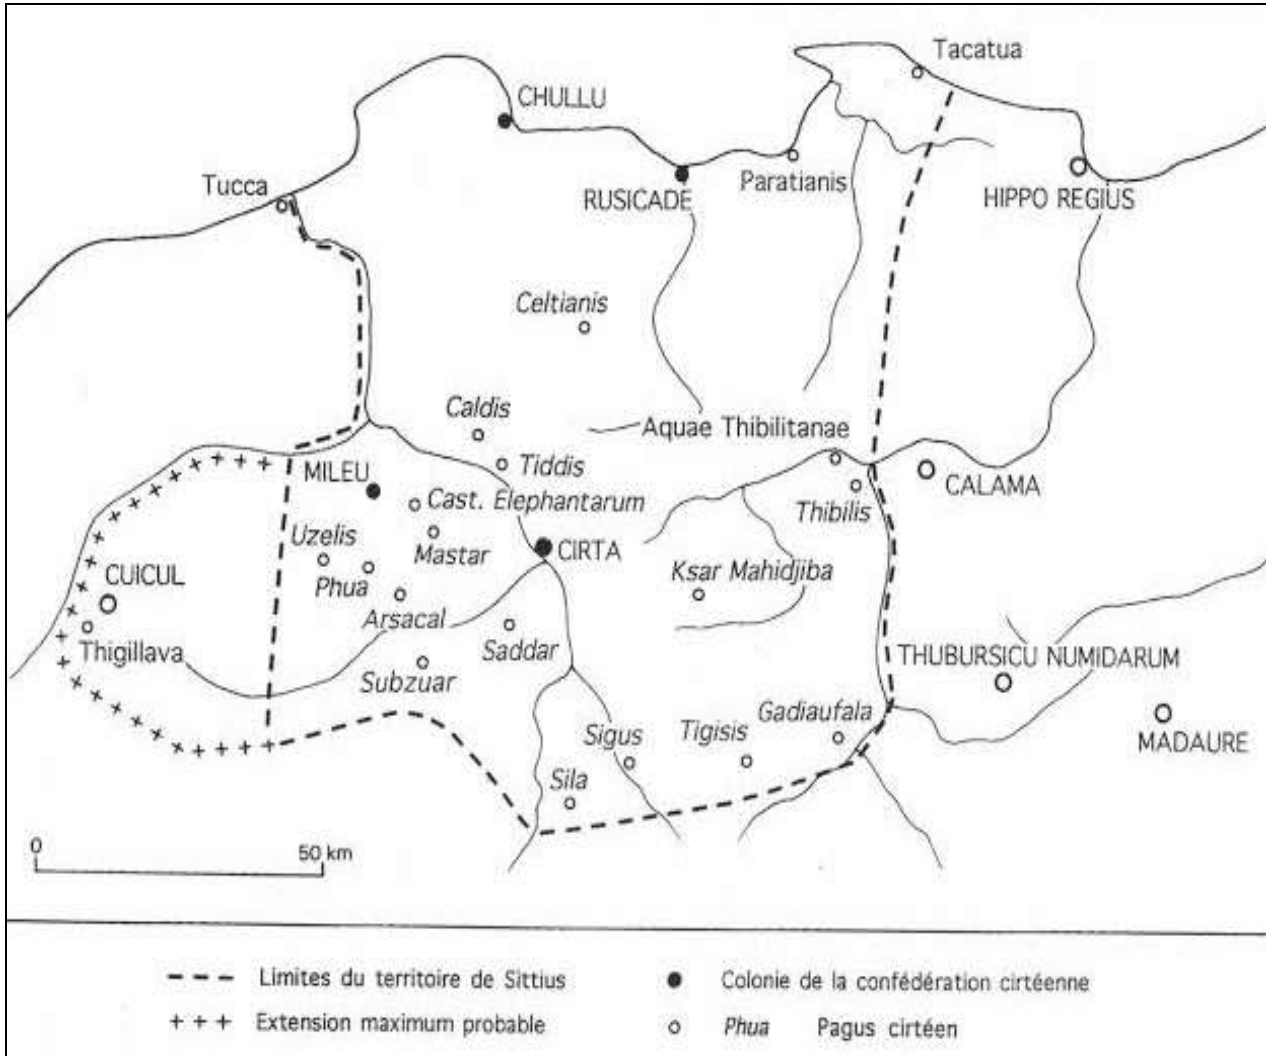 Tacatua
CHULLU
Tucca
RUSICADE
Paratianis
HIPPO REGIUS
Celtianis
Caldis
Aquae Thibilitanae
MILEU
Tiddis
CALAMA
Cast. Elephantarum
Thibilis
Uzelis
Mastar
CIRTA
CUICUL
Phua
Ksar Mahidjiba
Arsacal
Thigillava
Saddar
THUBURSICU NUMIDARUM
Subzuar
Gadiaufala
Sigus
Tigisis
MADAURE
Sila
0
50 km
Limites du territoire de Sittius
Colonie de la confédération cirtéenne
+ + + Extension maximum probable
Phua Pagus cirtéen